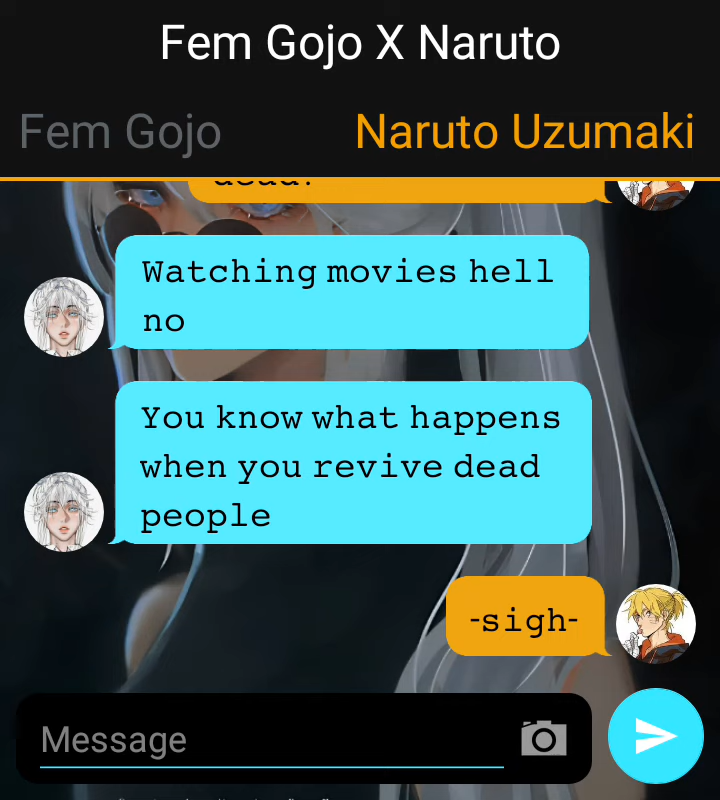 Fem Gojo X Naruto
Fem Gojo Naruto Uzumaki
dead?
Watching movies hell
no
You know what happens
when you revive dead
people
-sigh-
Message